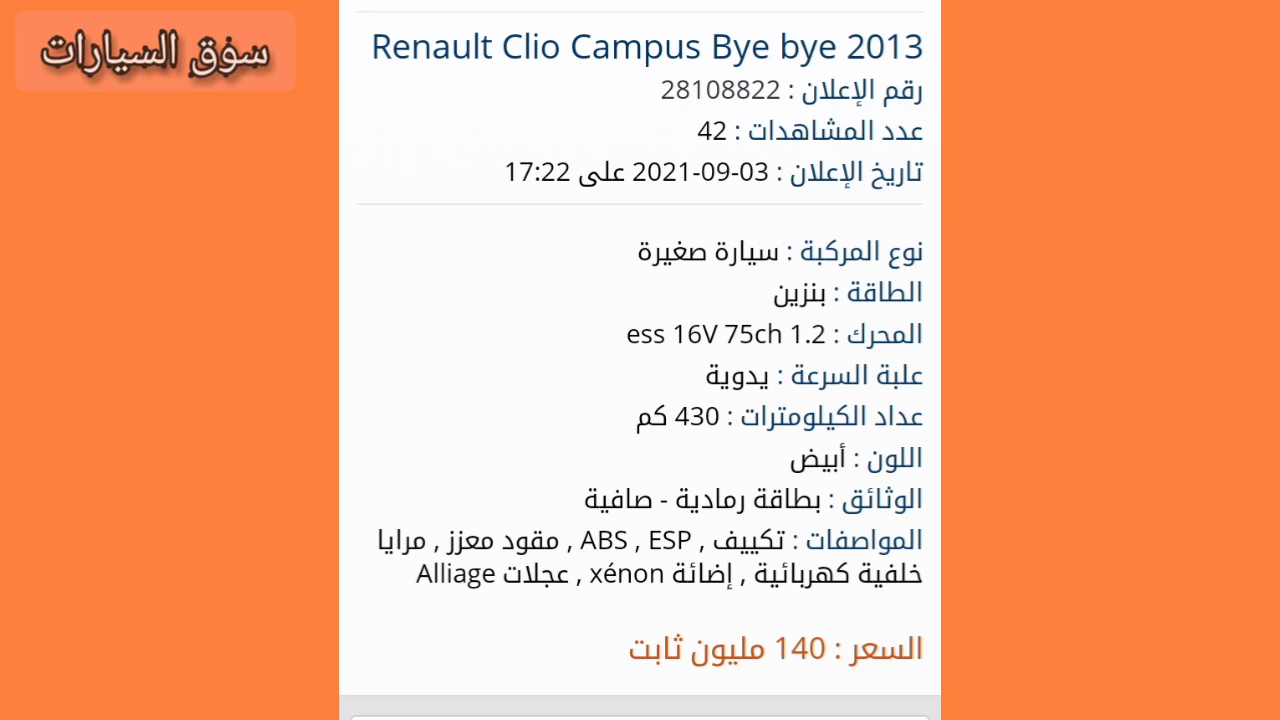 سوق السيارات
Renault Clio Campus Bye bye 2013
رقم الإعلان : 28108822
عدد المشاهدات : 42
تاريخ الإعلان : 03-09-2021 على 17:22
نوع المركبة : سيارة صغيرة
الطاقة : بنزين
المحرك : 1.2 ess 16V 75ch
علبة السرعة : يدوية
عداد الكيلومترات : 430 كم
اللون : أبيض
الوثائق : بطاقة رمادية - صافية
المواصفات : تكييف , ABS , ESP , مقود معزز , مرايا
خلفية كهربائية , إضائة xénon , عجلات Alliage
السعر : 140 مليون ثابت